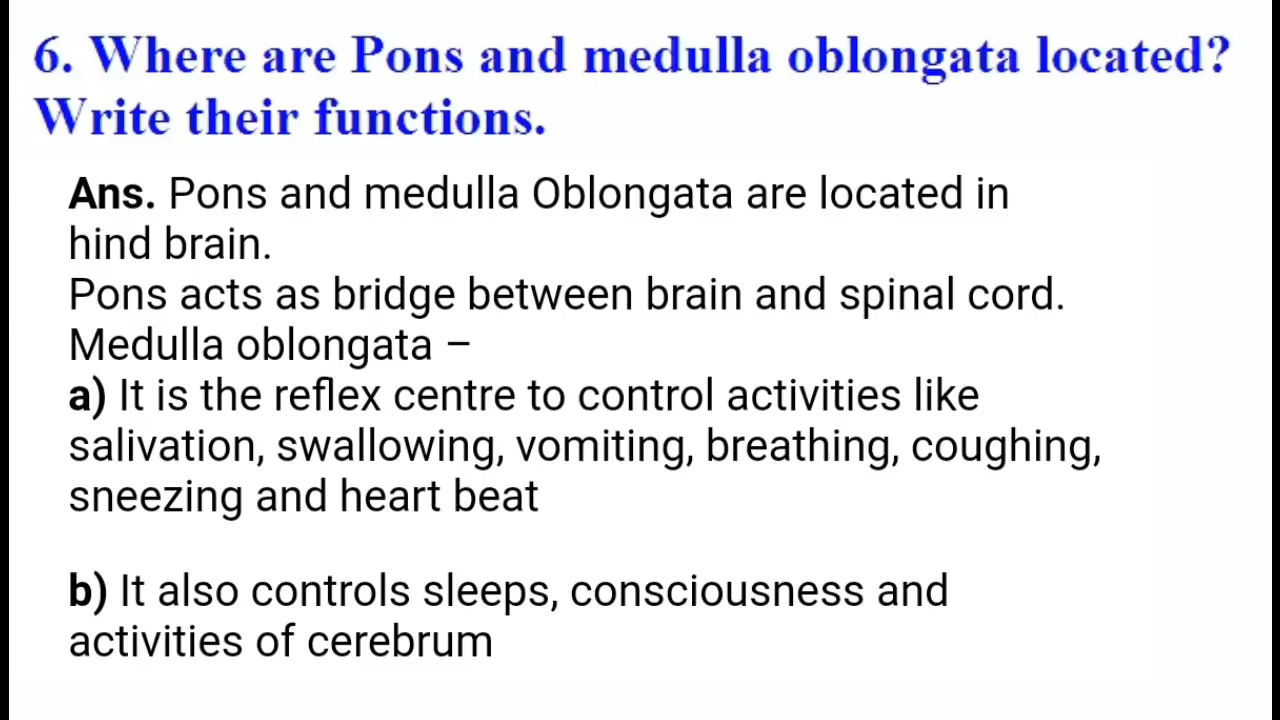 6. Where are Pons and medulla oblongata located?
Write their functions.
Ans. Pons and medulla Oblongata are located in
hind brain.
Pons acts as bridge between brain and spinal cord.
Medulla oblongata –
a) It is the reflex centre to control activities like
salivation, swallowing, vomiting, breathing, coughing,
sneezing and heart beat
b) It also controls sleeps, consciousness and
activities of cerebrum